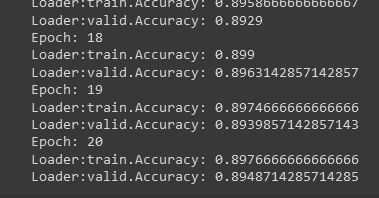 Loader:train.Accuracy: 0.8958666666666667
Loader:valid.Accuracy: 0.8929
Epoch: 18
Loader:train.Accuracy: 0.899
Loader:valid.Accuracy: 0.8963142857142857
Epoch: 19
Loader:train.Accuracy: 0.8974666666666666
Loader:valid.Accuracy: 0.8939857142857143
Epoch: 20
Loader:train.Accuracy: 0.8976666666666666
Loader:valid.Accuracy: 0.8948714285714285